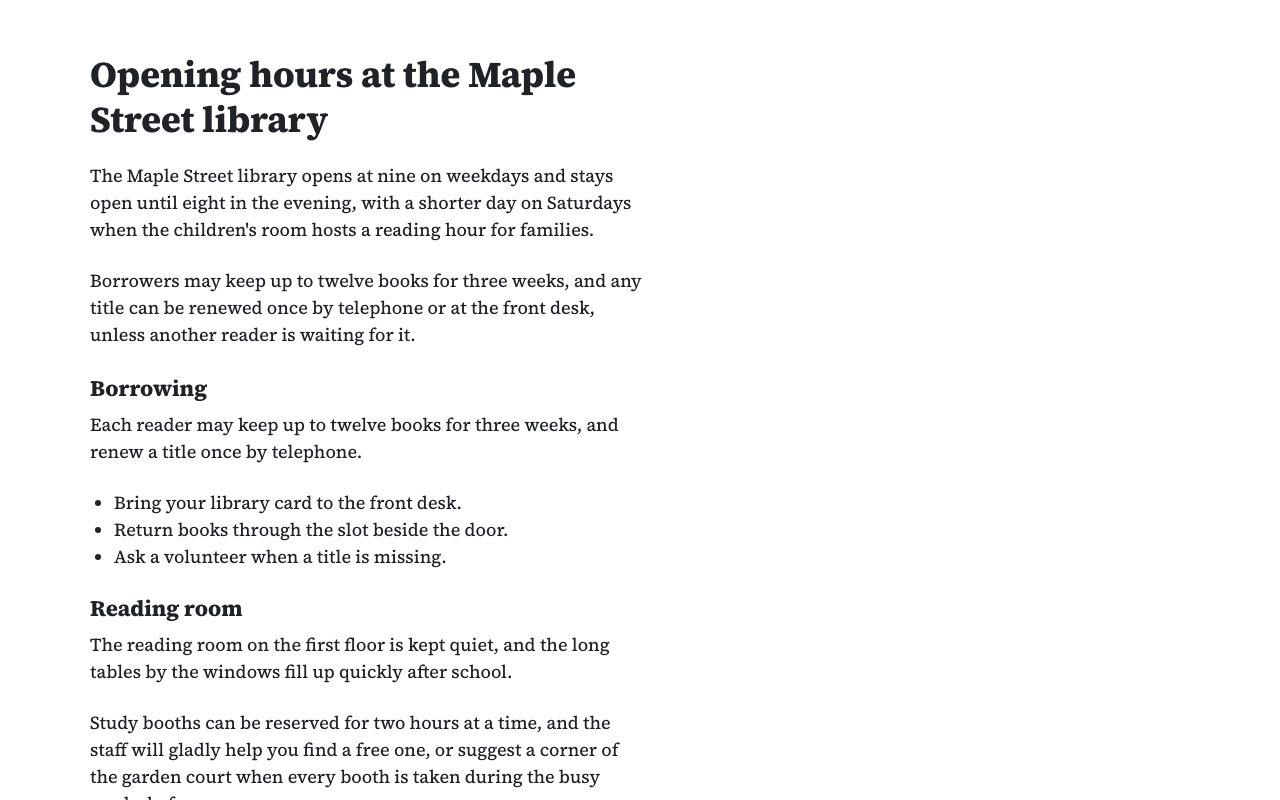 Opening hours at the Maple
Street library
The Maple Street library opens at nine on weekdays and stays
open until eight in the evening, with a shorter day on Saturdays
when the children's room hosts a reading hour for families.
Borrowers may keep up to twelve books for three weeks, and any
title can be renewed once by telephone or at the front desk,
unless another reader is waiting for it.
Borrowing
Each reader may keep up to twelve books for three weeks, and
renew a title once by telephone.
• Bring your library card to the front desk.
• Return books through the slot beside the door.
• Ask a volunteer when a title is missing.
Reading room
The reading room on the first floor is kept quiet, and the long
tables by the windows fill up quickly after school.
Study booths can be reserved for two hours at a time, and the
staff will gladly help you find a free one, or suggest a corner of
the garden court when every booth is taken during the busy